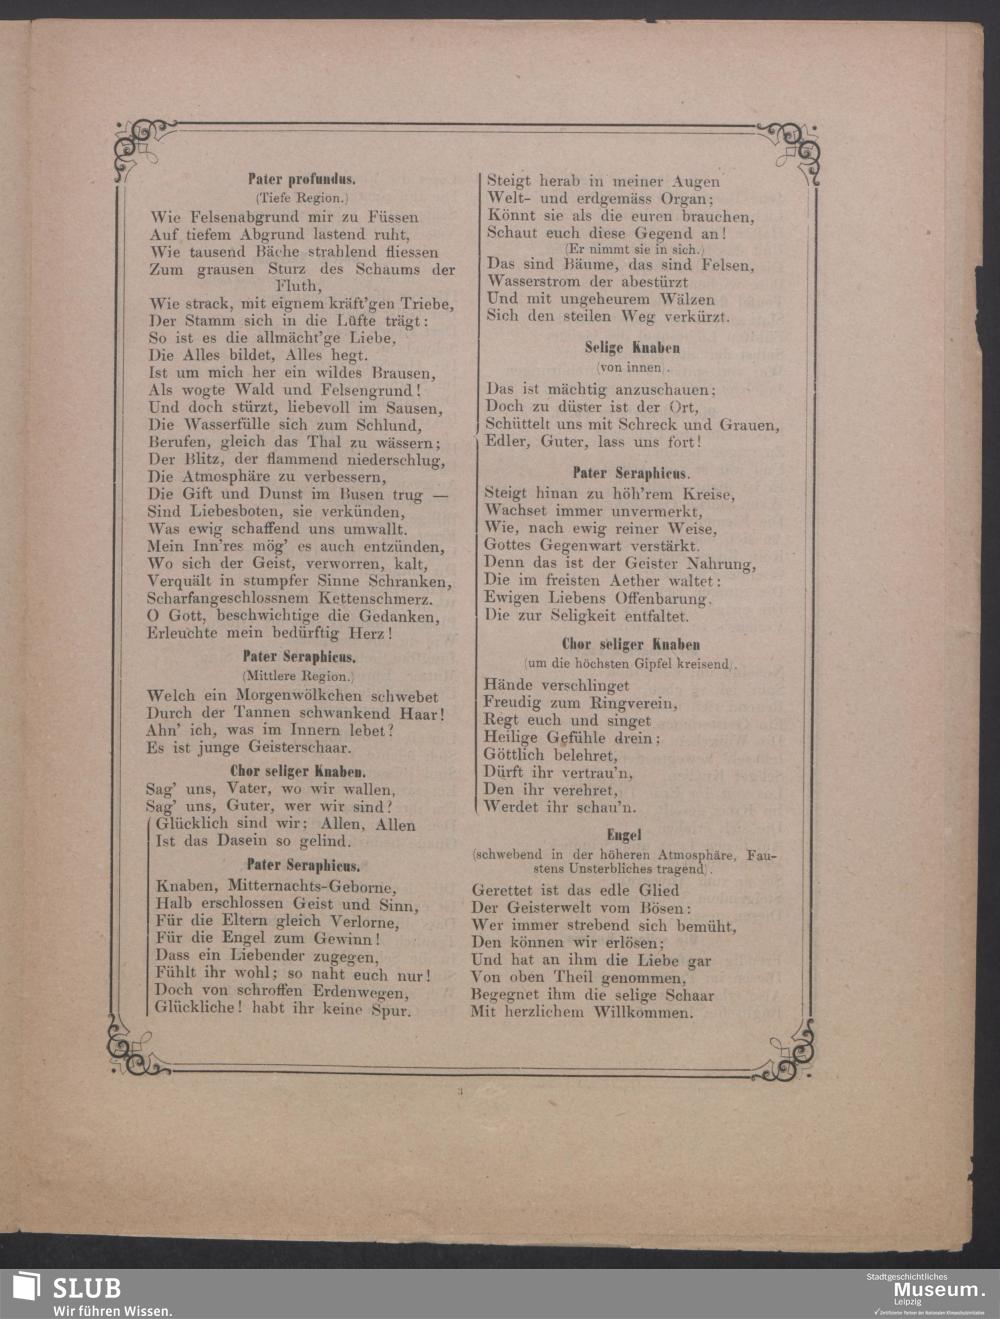 Pater profundus.
(Tiefe Region.)
Wie Felsenabgrund mir zu Füssen
Auf tiefem Abgrund lastend ruht,
Wie tausend Bäche strahlend fliessen
Zum grausen Sturz des Schaums der
Fluth,
Wie strack, mit eignem kräft'gen Triebe,
Der Stamm sich in die Lüfte trägt:
So ist es die allmächt'ge Liebe,
Die Alles bildet, Alles hegt.
Ist um mich her ein wildes Brausen,
Als wogte Wald und Felsengrund!
Und doch stürzt, liebevoll im Sausen,
Die Wasserfülle sich zum Schlund,
Berufen, gleich das Thal zu wässern;
Der Blitz, der flammend niederschlug,
Die Atmosphäre zu verbessern,
Die Gift und Dunst im Busen trug —
Sind Liebesboten, sie verkünden,
Was ewig schaffend uns umwallt.
Mein Inn'res mög' es auch entzünden,
Wo sich der Geist, verworren, kalt,
Verquält in stumpfer Sinne Schranken,
Scharfangeschlossnem Kettenschmerz.
O Gott, beschwichtige die Gedanken,
Erleuchte mein bedürftig Herz!
Pater Seraphicus.
(Mittlere Region.)
Welch ein Morgenwölkchen schwebet
Durch der Tannen schwankend Haar!
Ahn' ich, was im Innern lebet?
Es ist junge Geisterschaar.
Chor seliger Knaben.
Sag' uns, Vater, wo wir wallen,
Sag' uns, Guter, wer wir sind?
Glücklich sind wir; Allen, Allen
Ist das Dasein so gelind.
Pater Seraphicus.
Knaben, Mitternachts-Geborne,
Halb erschlossen Geist und Sinn,
Für die Eltern gleich Verlorne,
Für die Engel zum Gewinn!
Dass ein Liebender zugegen,
Fühlt ihr wohl; so naht euch nur!
Doch von schroffen Erdenwegen,
Glückliche! habt ihr keine Spur.
Steigt herab in meiner Augen
Welt- und erdgemäss Organ;
Könnt sie als die euren brauchen,
Schaut euch diese Gegend an!
(Er nimmt sie in sich.)
Das sind Bäume, das sind Felsen,
Wasserstrom der abestürzt
Und mit ungeheurem Wälzen
Sich den steilen Weg verkürzt.
Selige Knaben
(von innen).
Das ist mächtig anzuschauen;
Doch zu düster ist der Ort,
Schüttelt uns mit Schreck und Grauen,
Edler, Guter, lass uns fort!
Pater Seraphicus.
Steigt hinan zu höh'rem Kreise,
Wachset immer unvermerkt,
Wie, nach ewig reiner Weise,
Gottes Gegenwart verstärkt.
Denn das ist der Geister Nahrung,
Die im freisten Aether waltet:
Ewigen Liebens Offenbarung.
Die zur Seligkeit entfaltet.
Chor seliger Knaben
(um die höchsten Gipfel kreisend).
Hände verschlinget
Freudig zum Ringverein,
Regt euch und singet
Heilige Gefühle drein;
Göttlich belehret,
Dürft ihr vertrau'n,
Den ihr verehret,
Werdet ihr schau'n.
Engel
(schwebend in der höheren Atmosphäre, Fau-
stens Unsterbliches tragend).
Gerettet ist das edle Glied
Der Geisterwelt vom Bösen:
Wer immer strebend sich bemüht,
Den können wir erlösen;
Und hat an ihm die Liebe gar
Von oben Theil genommen,
Begegnet ihm die selige Schaar
Mit herzlichem Willkommen.
3
SLUB
Wir führen Wissen.
Stadtgeschichtliches
Museum.
Leipzig
Zertifizierter Partner der Nationalen Klimaschutzinitiative